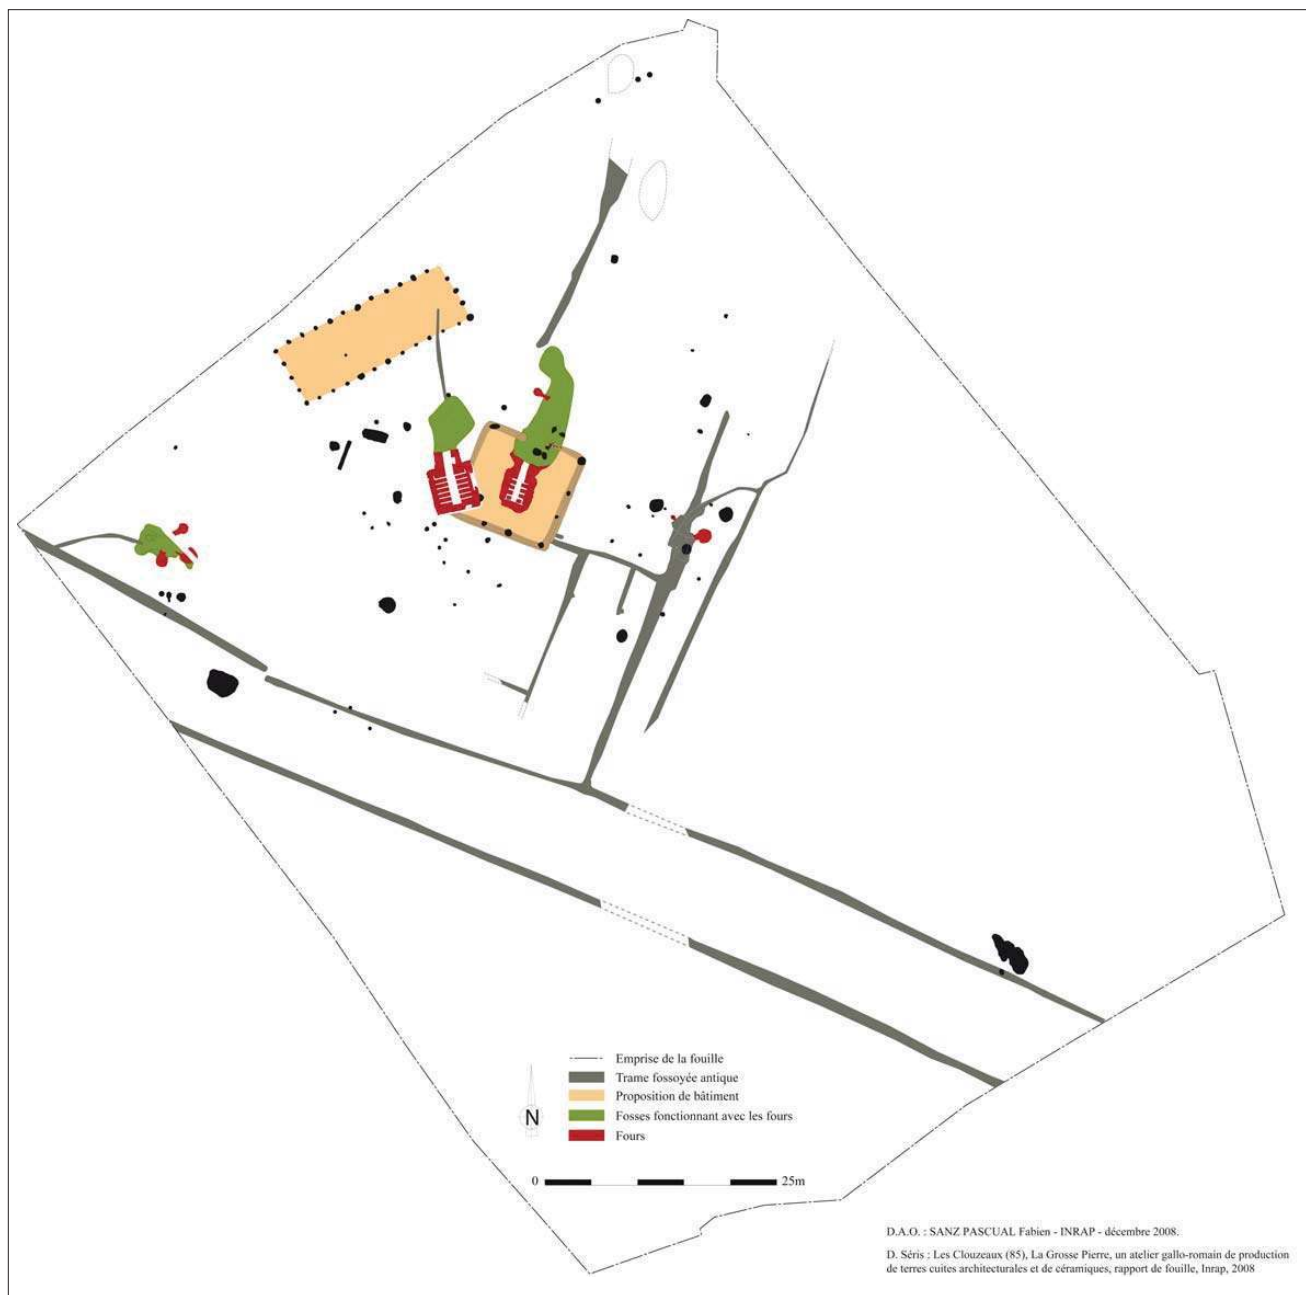 Emprise de la fouille
Trame fossoyée antique
Proposition de bâtiment
Fosses fonctionnant avec les fours
Fours
N
0 25m
D.A.O. : SANZ PASCUAL Fabien - INRAP - décembre 2008.
D. Séris : Les Clouzeaux (85), La Grosse Pierre, un atelier gallo-romain de production
de terres cuites architecturales et de céramiques, rapport de fouille, Inrap, 2008